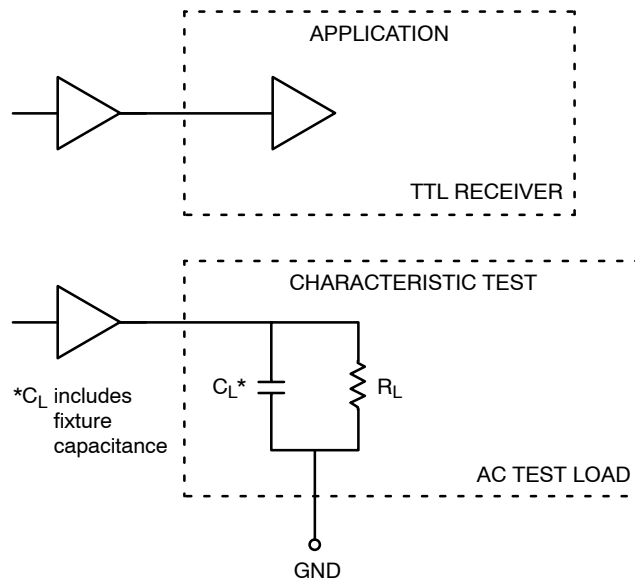 APPLICATION
TTL RECEIVER
CHARACTERISTIC TEST
*CL includes
fixture
capacitance
CL*
RL
AC TEST LOAD
GND